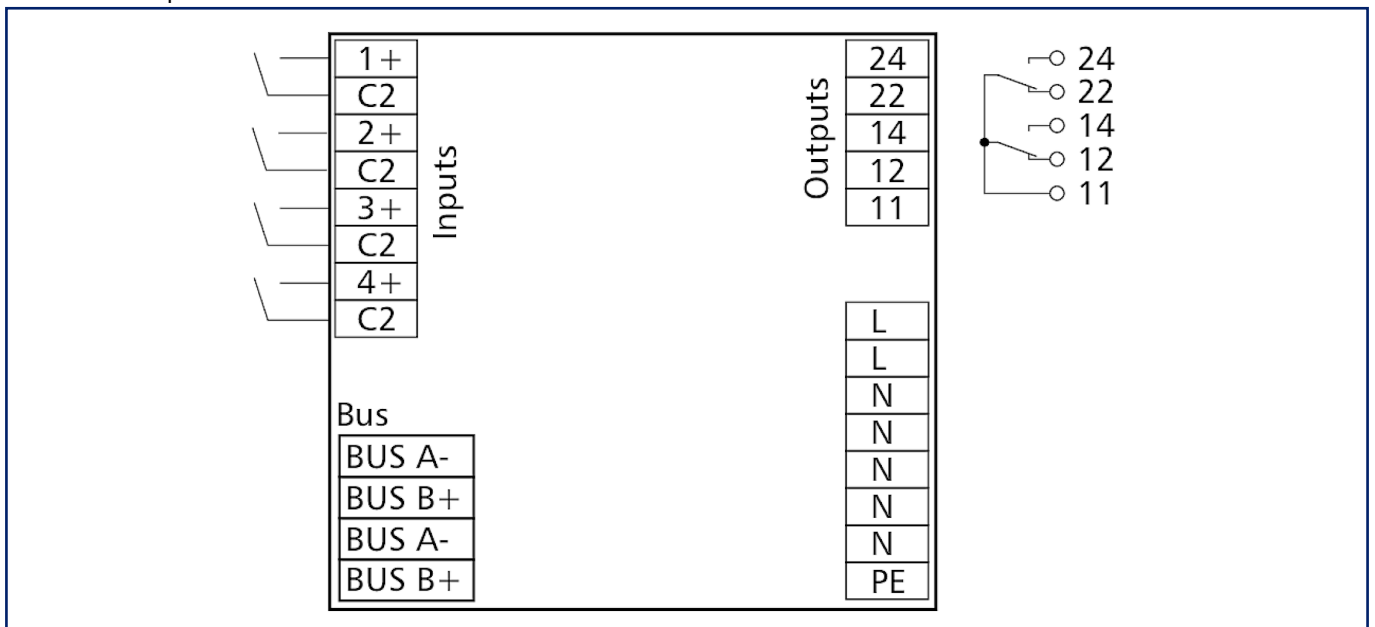 1+
C2
2+
C2
3+
C2
4+
C2
Inputs
Bus
BUS A-
BUS B+
BUS A-
BUS B+
Outputs
24
22
14
12
11
L
L
N
N
N
N
N
PE
24
22
14
12
11